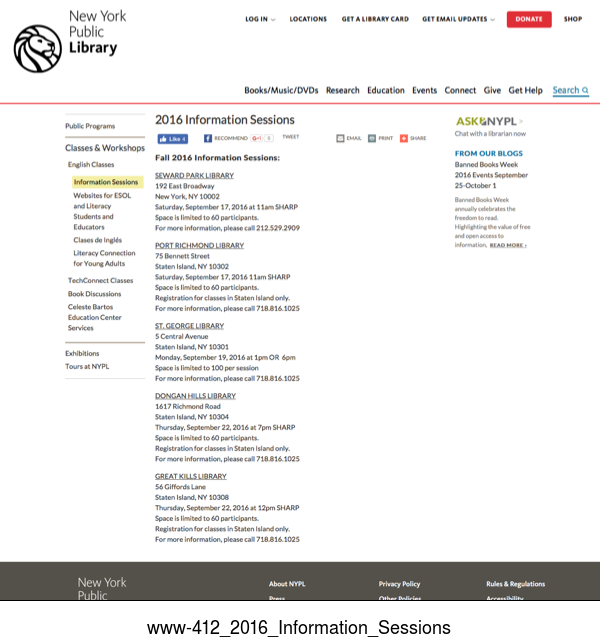 New York
Public
Library
LOG IN
LOCATIONS
GET A LIBRARY CARD
GET EMAIL UPDATES
DONATE
SHOP
Books/Music/DVDs Research Education Events Connect Give Get Help Search
Public Programs
Classes & Workshops
English Classes
Information Sessions
Websites for ESOL
and Literacy
Students and
Educators
Clases de Inglés
Literacy Connection
for Young Adults
TechConnect Classes
Book Discussions
Celeste Bartos
Education Center
Services
Exhibitions
Tours at NYPL
2016 Information Sessions
Like 4 RECOMMEND G+1 0 TWEET EMAIL PRINT SHARE
Fall 2016 Information Sessions:
SEWARD PARK LIBRARY
192 East Broadway
New York, NY 10002
Saturday, September 17, 2016 at 11am SHARP
Space is limited to 60 participants.
For more information, please call 212.529.2909
PORT RICHMOND LIBRARY
75 Bennett Street
Staten Island, NY 10302
Saturday, September 17, 2016 11am SHARP
Space is limited to 60 participants.
Registration for classes in Staten Island only.
For more information, please call 718.816.1025
ST. GEORGE LIBRARY
5 Central Avenue
Staten Island, NY 10301
Monday, September 19, 2016 at 1pm OR 6pm
Space is limited to 100 per session
For more information, please call 718.816.1025
DONGAN HILLS LIBRARY
1617 Richmond Road
Staten Island, NY 10304
Thursday, September 22, 2016 at 7pm SHARP
Space is limited to 60 participants.
Registration for classes in Staten Island only.
For more information, please call 718.816.1025
GREAT KILLS LIBRARY
56 Giffords Lane
Staten Island, NY 10308
Thursday, September 22, 2016 at 12pm SHARP
Space is limited to 60 participants.
Registration for classes in Staten Island only.
For more information, please call 718.816.1025
ASK NYPL >
Chat with a librarian now
FROM OUR BLOGS
Banned Books Week
2016 Events September
25-October 1
Banned Books Week
annually celebrates the
freedom to read.
Highlighting the value of free
and open access to
information, READ MORE ›
New York
Public
About NYPL
Press
Privacy Policy
Other Policies
Rules & Regulations
Accessibility
www-412_2016_Information_Sessions